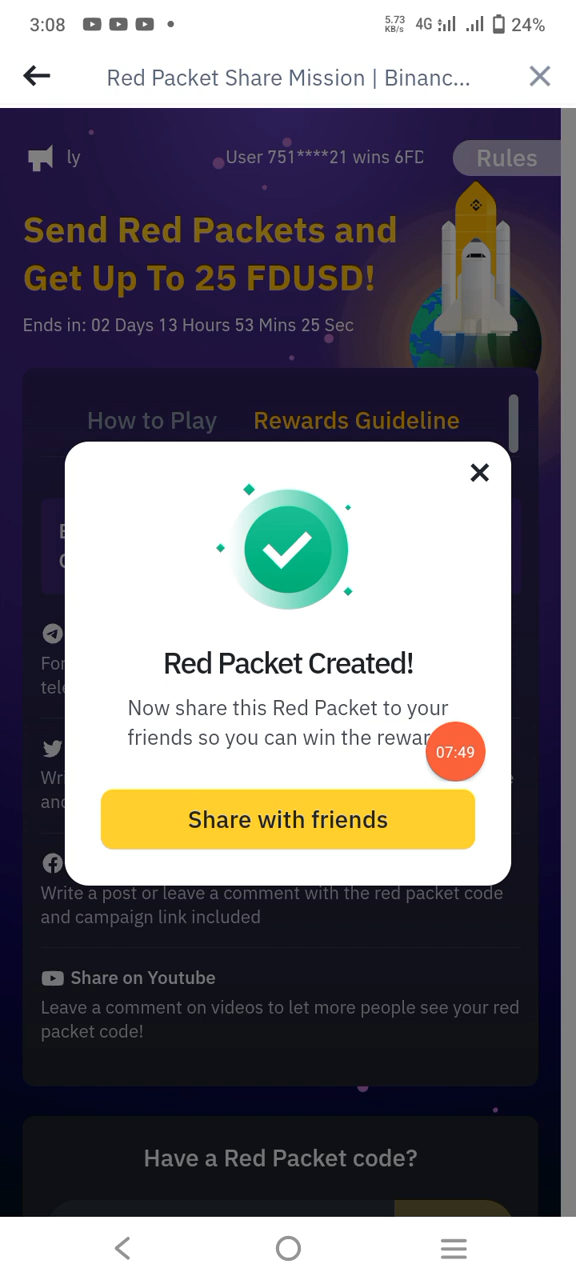 3:08
5.73
KB/s
4G
24%
Red Packet Share Mission | Binanc...
ly
User 751****21 wins 6FD
Rules
Send Red Packets and
Get Up To 25 FDUSD!
Ends in: 02 Days 13 Hours 53 Mins 25 Sec
How to Play
Rewards Guideline
Red Packet Created!
Now share this Red Packet to your
friends so you can win the rewar
07:49
Share with friends
Write a post or leave a comment with the red packet code
and campaign link included
Share on Youtube
Leave a comment on videos to let more people see your red
packet code!
Have a Red Packet code?